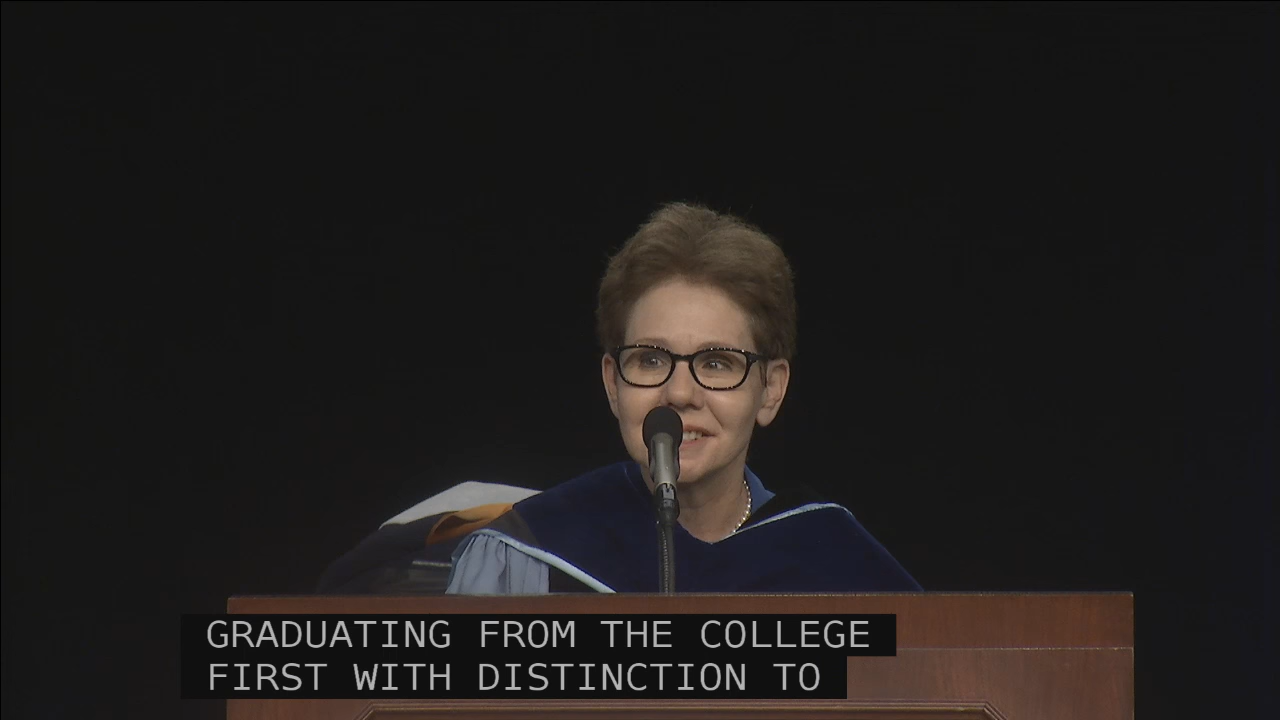 GRADUATING FROM THE COLLEGE
FIRST WITH DISTINCTION TO